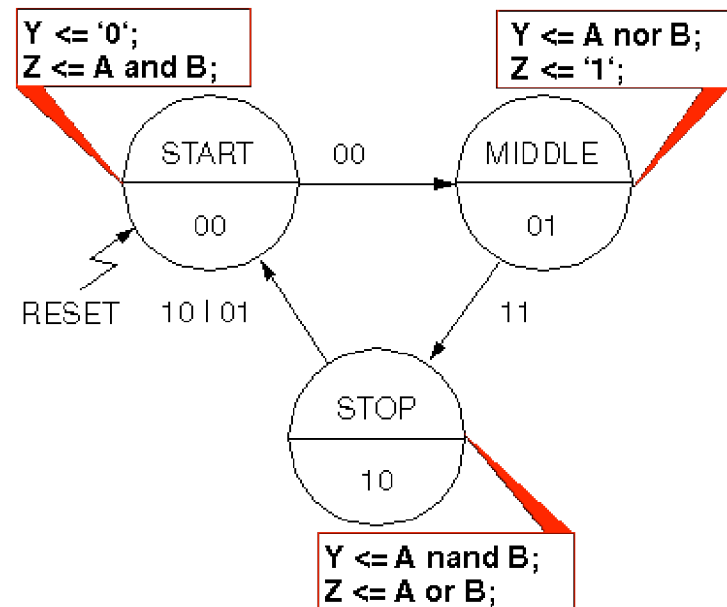 Y <= ‘0‘;
Z <= A and B;
Y <= A nor B;
Z <= ‘1‘;
START
00
00
MIDDLE
01
RESET
10 | 01
11
STOP
10
Y <= A nand B;
Z <= A or B;